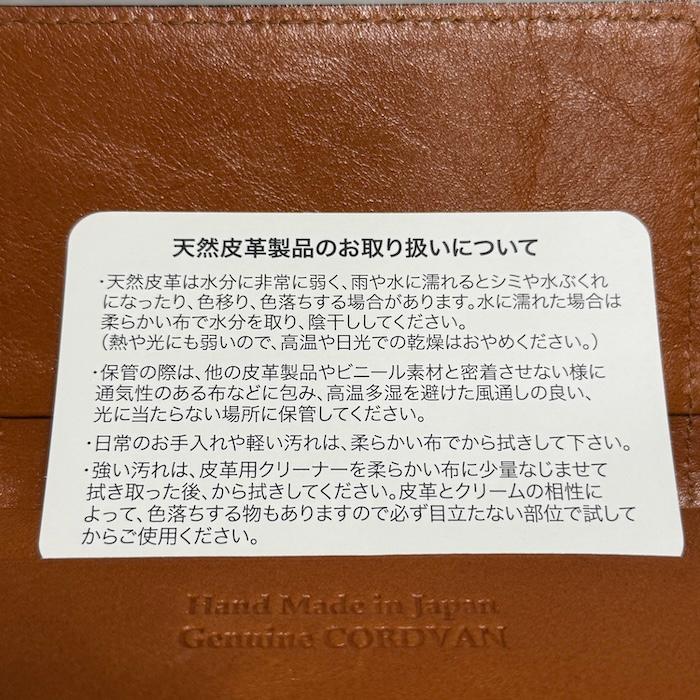 天然皮革製品のお取り扱いについて
・天然皮革は水分に非常に弱く、雨や水に濡れるとシミや水ぶくれ
になったり、色移り、色落ちする場合があります。水に濡れた場合は
柔らかい布で水分を取り、陰干ししてください。
（熱や光にも弱いので、高温や日光での乾燥はおやめください。）
・保管の際は、他の皮革製品やビニール素材と密着させない様に
通気性のある布などに包み、高温多湿を避けた風通しの良い、
光に当たらない場所に保管してください。
・日常のお手入れや軽い汚れは、柔らかい布でから拭きして下さい。
・強い汚れは、皮革用クリーナーを柔らかい布に少量なじませて
拭き取った後、から拭きしてください。皮革とクリームの相性に
よって、色落ちする物もありますので必ず目立たない部位で試して
からご使用ください。
Hand Made in Japan
Genuine CORDVAN